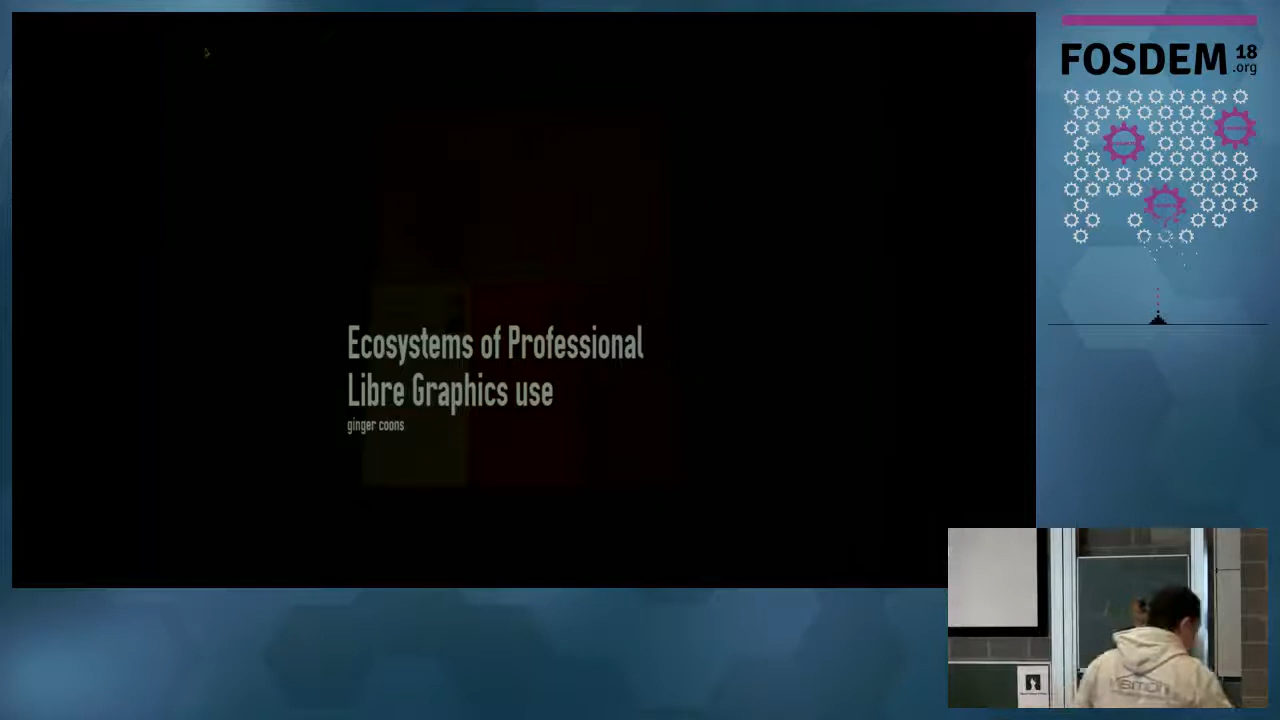 Ecosystems of Professional
Libre Graphics use
ginger coons
FOSDEM 18
.org